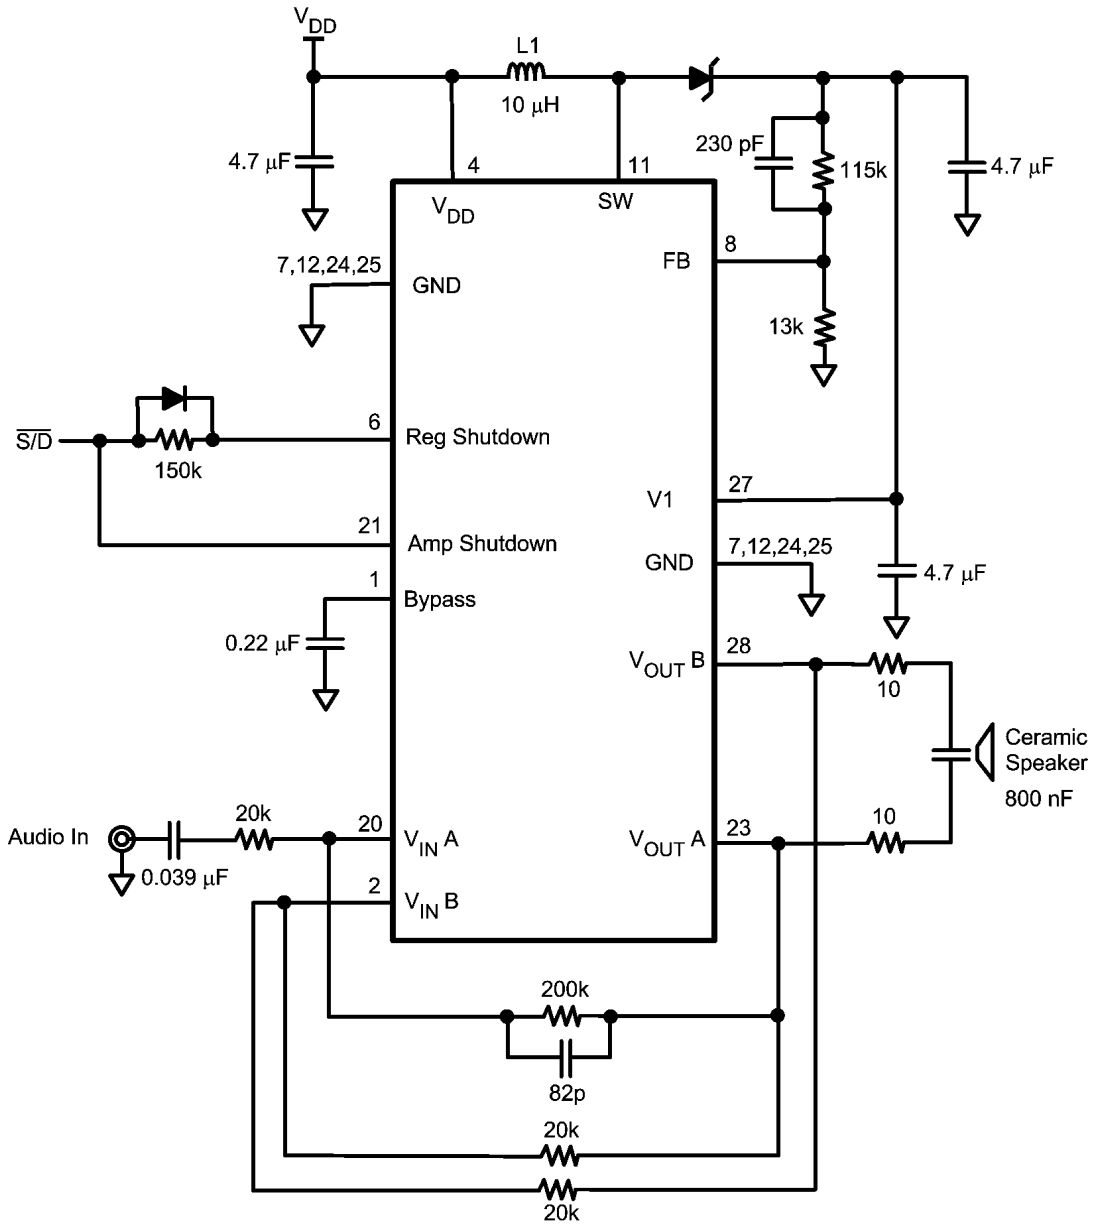 VDD
L1
10 μH
4.7 μF
4
11
230 pF
115k
4.7 μF
VDD
SW
7,12,24,25
GND
FB
8
13k
S/D
150k
6
Reg Shutdown
21
Amp Shutdown
V1
27
1
Bypass
GND
7,12,24,25
4.7 μF
0.22 μF
VOUT B
28
10
Ceramic
Speaker
800 nF
Audio In
0.039 μF
20k
20
VIN A
VOUT A
23
10
2
VIN B
200k
82p
20k
20k